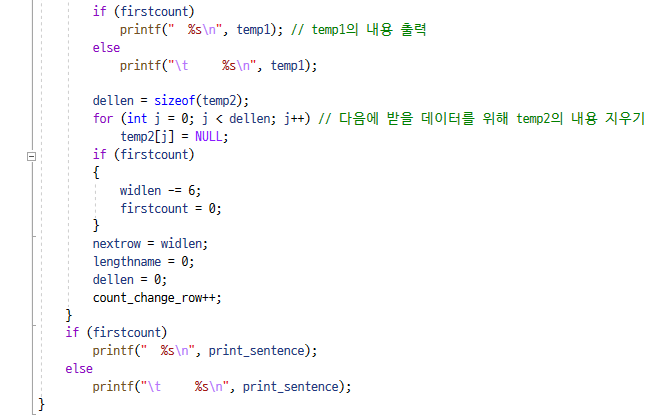 if (firstcount)
printf("  %s\n", temp1); // temp1의 내용 출력
else
printf("\t     %s\n", temp1);
dellen = sizeof(temp2);
for (int j = 0; j < dellen; j++) // 다음에 받을 데이터를 위해 temp2의 내용 지우기
temp2[j] = NULL;
if (firstcount)
{
widlen -= 6;
firstcount = 0;
}
nextrow = widlen;
lengthname = 0;
dellen = 0;
count_change_row++;
}
if (firstcount)
printf("  %s\n", print_sentence);
else
printf("\t     %s\n", print_sentence);
}